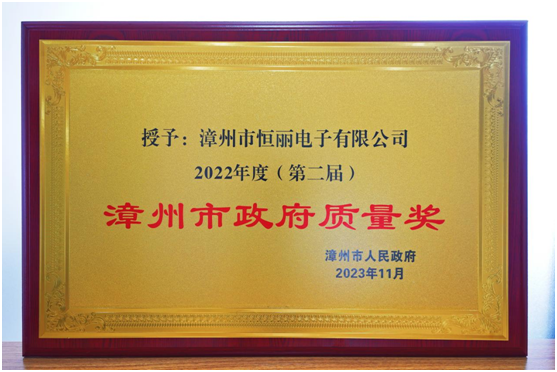 授予：漳州市恒丽电子有限公司
2022年度（第二届）
漳州市政府质量奖
漳州市人民政府
2023年11月